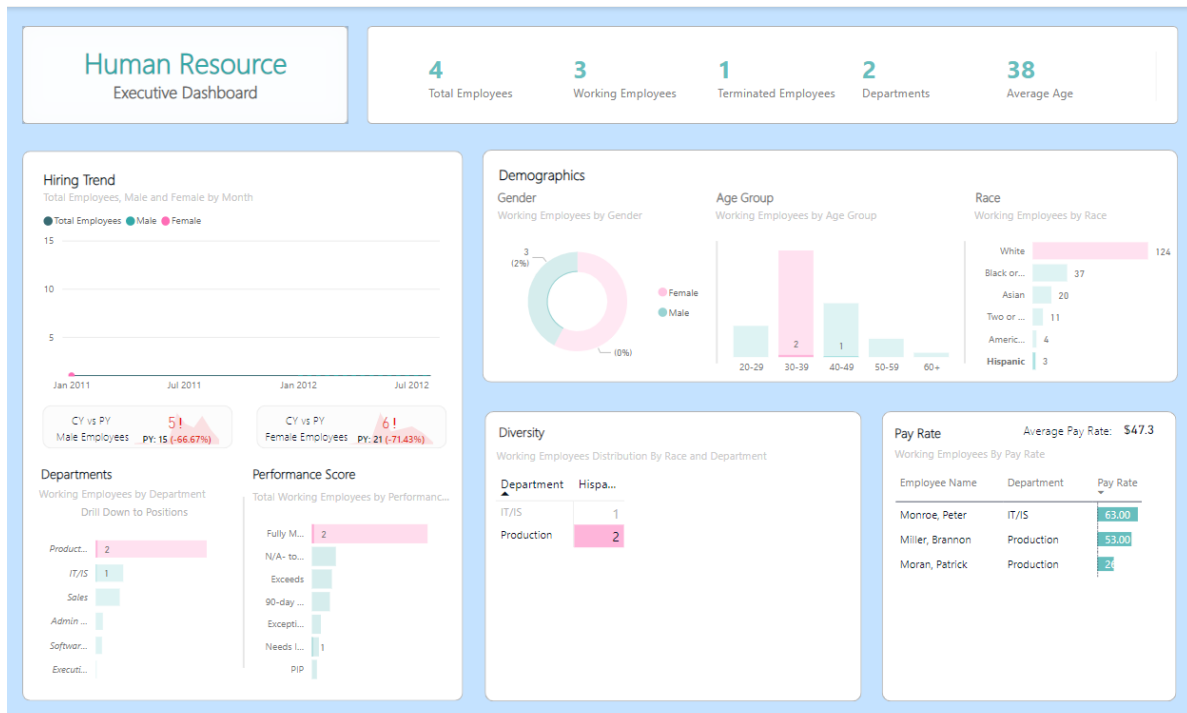 Human Resource
Executive Dashboard
4
Total Employees
3
Working Employees
1
Terminated Employees
2
Departments
38
Average Age
Hiring Trend
Total Employees, Male and Female by Month
Total Employees Male Female
15
10
5
Jan 2011 Jul 2011 Jan 2012 Jul 2012
CY vs PY
Male Employees
5!
PY: 15 (-66.67%)
CY vs PY
Female Employees
6!
PY: 21 (-71.43%)
Departments
Working Employees by Department
Drill Down to Positions
Product... 2
IT/IS 1
Sales
Admin ...
Softwar...
Executi...
Performance Score
Total Working Employees by Performanc...
Fully M... 2
N/A- to...
Exceeds
90-day ...
Excepti...
Needs I... 1
PIP
Demographics
Gender
Working Employees by Gender
3
(2%)
(0%)
Female
Male
Age Group
Working Employees by Age Group
2
1
20-29 30-39 40-49 50-59 60+
Race
Working Employees by Race
White 124
Black or... 37
Asian 20
Two or ... 11
Americ... 4
Hispanic 3
Diversity
Working Employees Distribution By Race and Department
Department Hispa...
IT/IS 1
Production 2
Pay Rate
Average Pay Rate: $47.3
Working Employees By Pay Rate
Employee Name Department Pay Rate
Monroe, Peter IT/IS 63.00
Miller, Brannon Production 53.00
Moran, Patrick Production 26